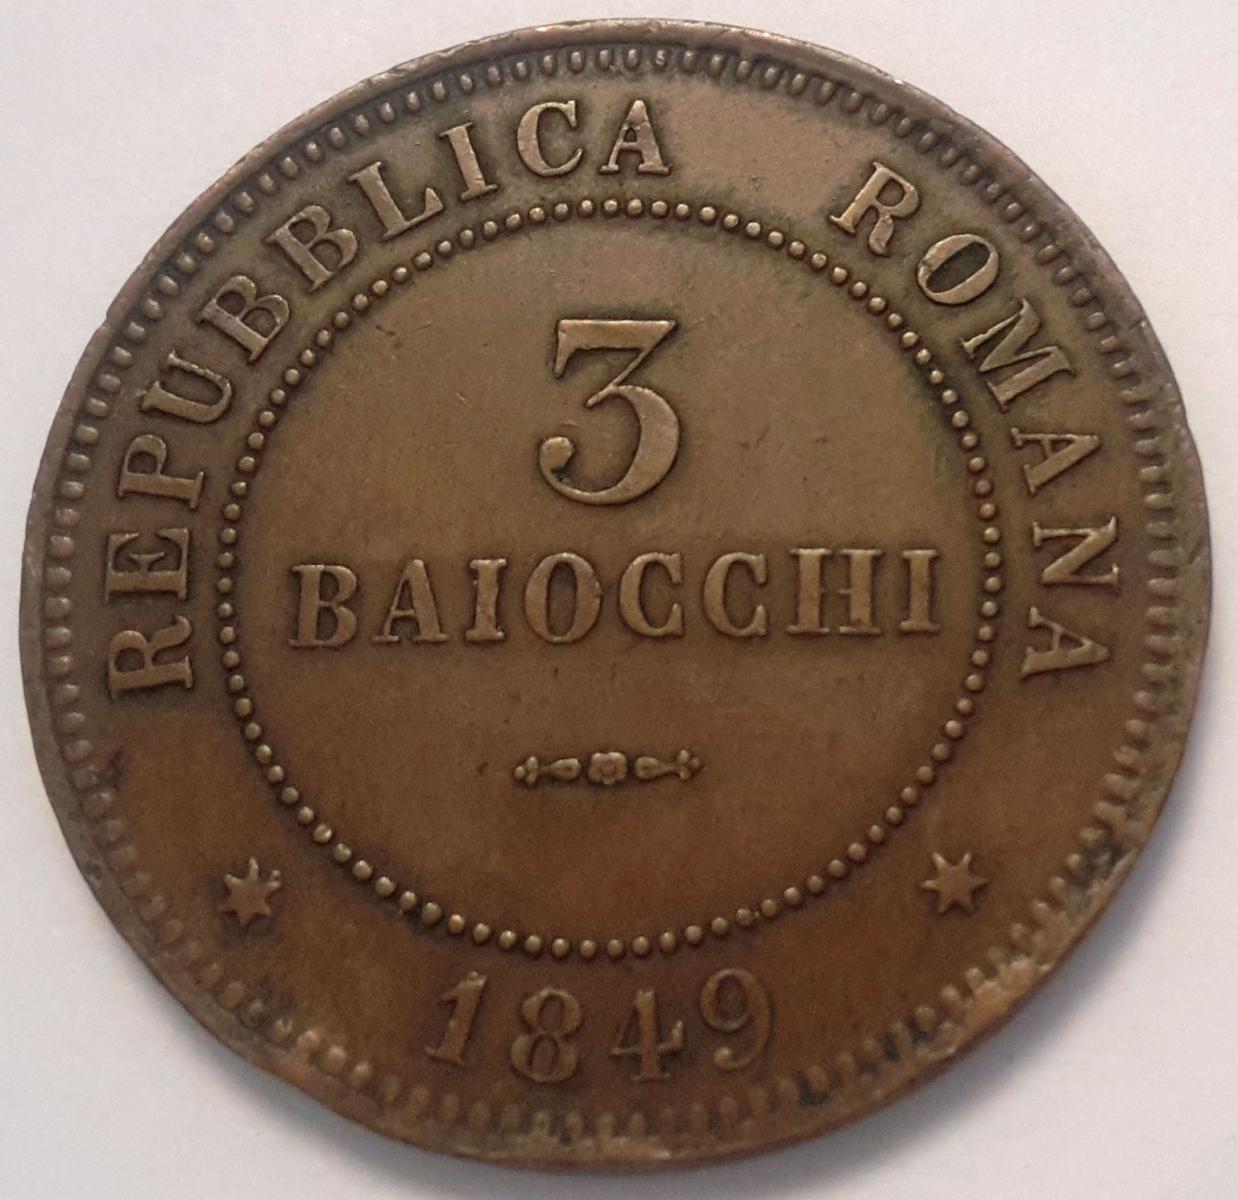 REPUBBLICA ROMANA
3
BAIOCCHI
1849